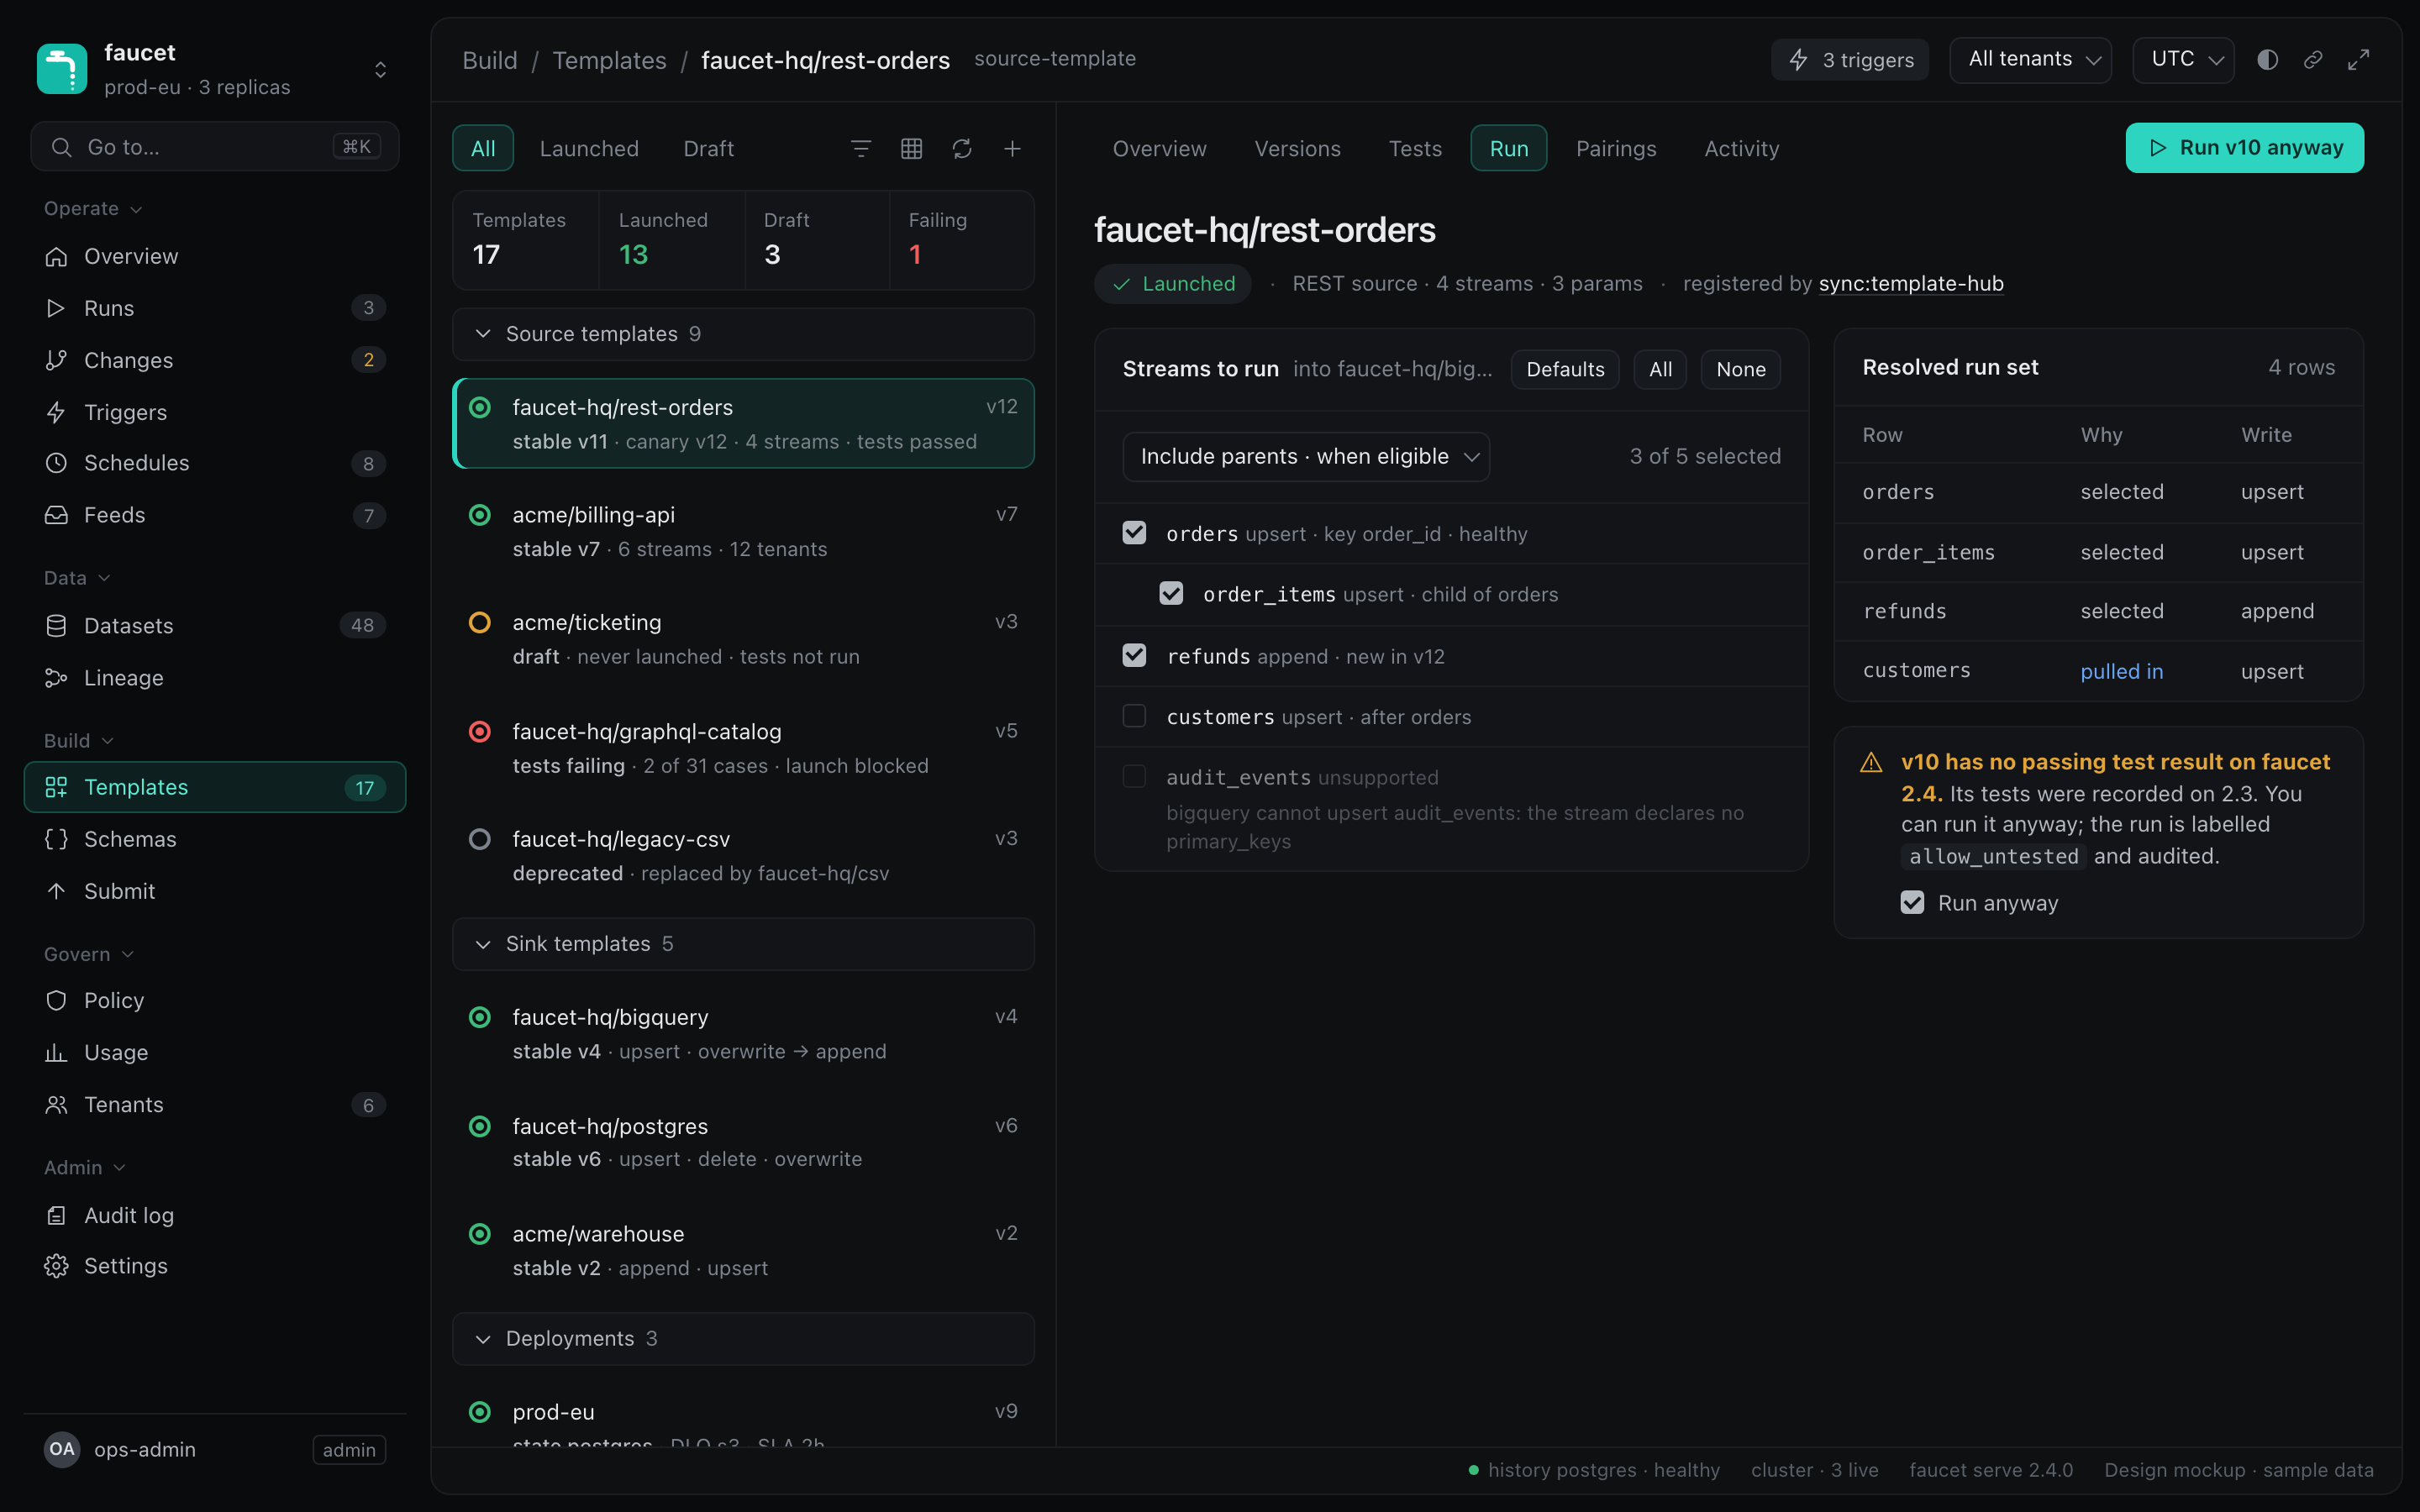 faucet
prod-eu · 3 replicas
Go to...
⌘K
Operate
Overview
Runs
3
Changes
2
Triggers
Schedules
8
Feeds
7
Data
Datasets
48
Lineage
Build
Templates
17
Schemas
Submit
Govern
Policy
Usage
Tenants
6
Admin
Audit log
Settings
OA
ops-admin
admin
Build / Templates / faucet-hq/rest-orders source-template
3 triggers
All tenants
UTC
All
Launched
Draft
Templates
17
Launched
13
Draft
3
Failing
1
Source templates 9
faucet-hq/rest-orders
v12
stable v11 · canary v12 · 4 streams · tests passed
acme/billing-api
v7
stable v7 · 6 streams · 12 tenants
acme/ticketing
v3
draft · never launched · tests not run
faucet-hq/graphql-catalog
v5
tests failing · 2 of 31 cases · launch blocked
faucet-hq/legacy-csv
v3
deprecated · replaced by faucet-hq/csv
Sink templates 5
faucet-hq/bigquery
v4
stable v4 · upsert · overwrite → append
faucet-hq/postgres
v6
stable v6 · upsert · delete · overwrite
acme/warehouse
v2
stable v2 · append · upsert
Deployments 3
prod-eu
v9
state postgres · DLQ s3 · SLA 2h
Overview
Versions
Tests
Run
Pairings
Activity
Run v10 anyway
faucet-hq/rest-orders
Launched · REST source · 4 streams · 3 params · registered by sync:template-hub
Streams to run into faucet-hq/big...
Defaults
All
None
Include parents · when eligible
3 of 5 selected
orders upsert · key order_id · healthy
order_items upsert · child of orders
refunds append · new in v12
customers upsert · after orders
audit_events unsupported
bigquery cannot upsert audit_events: the stream declares no
primary_keys
Resolved run set
4 rows
Row Why Write
orders selected upsert
order_items selected upsert
refunds selected append
customers pulled in upsert
v10 has no passing test result on faucet
2.4. Its tests were recorded on 2.3. You
can run it anyway; the run is labelled
allow_untested and audited.
Run anyway
history postgres · healthy
cluster · 3 live
faucet serve 2.4.0
Design mockup · sample data